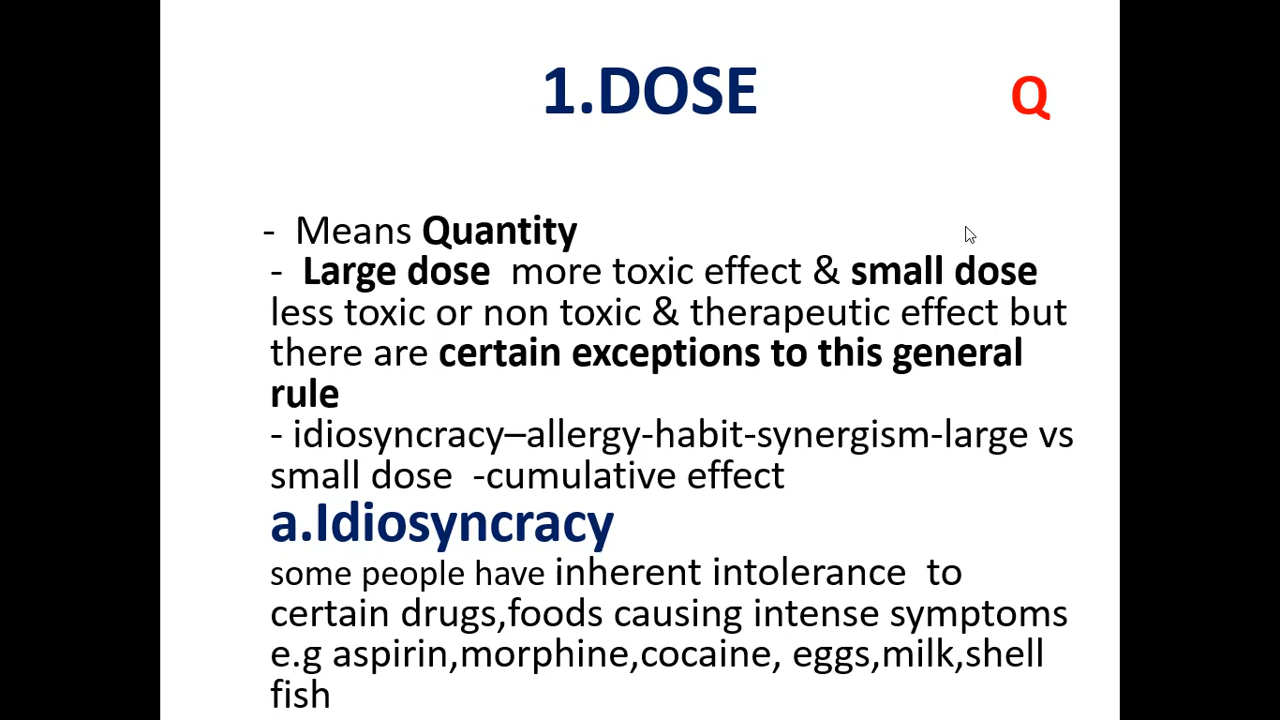 1.DOSE Q
- Means Quantity
- Large dose more toxic effect & small dose
less toxic or non toxic & therapeutic effect but
there are certain exceptions to this general
rule
- idiosyncracy–allergy-habit-synergism-large vs
small dose -cumulative effect
a.Idiosyncracy
some people have inherent intolerance to
certain drugs,foods causing intense symptoms
e.g aspirin,morphine,cocaine, eggs,milk,shell
fish